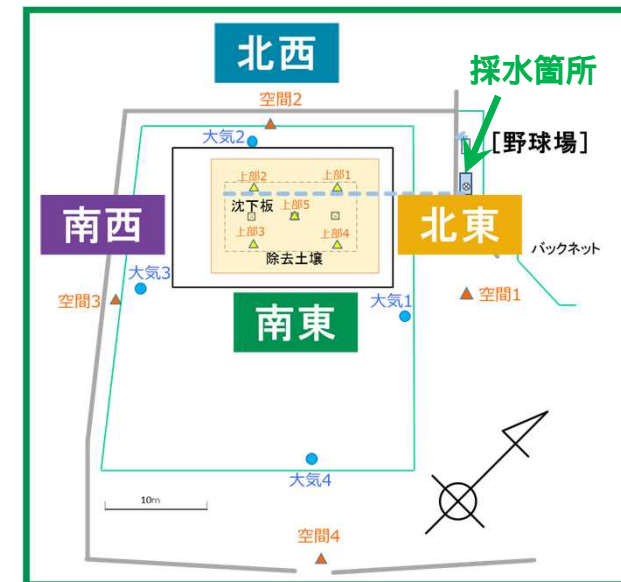 北西
採水箇所
空間2
大気2
[野球場]
上部2
上部1
沈下板
上部5
南西
北東
上部3
上部4
バックネット
除去土壌
大気3
空間3
空間1
南東
大気1
大気4
10m
空間4